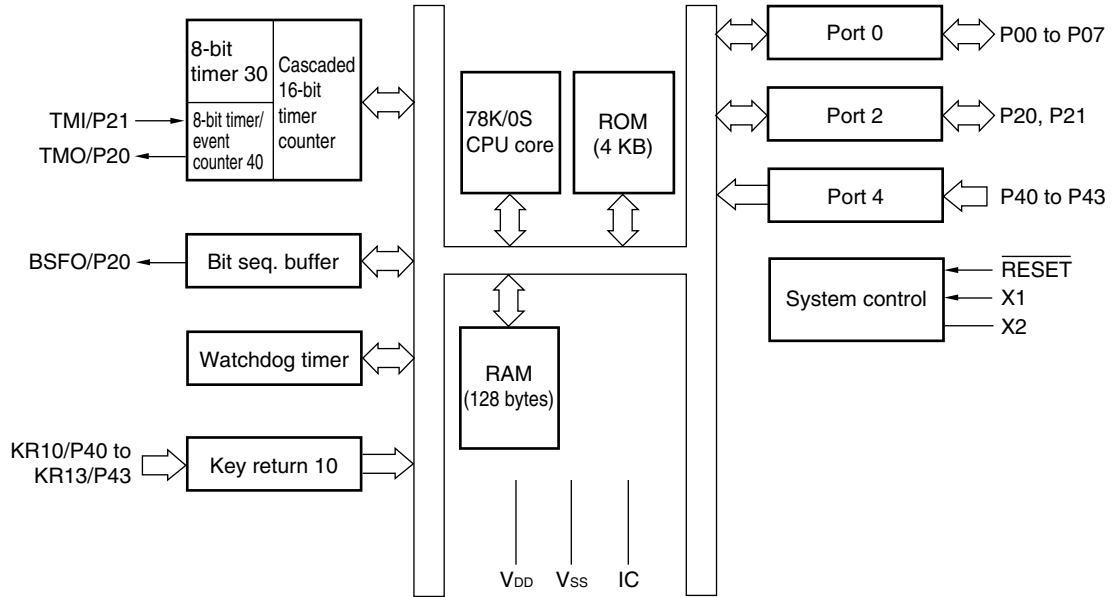 8-bit
timer 30
Cascaded
16-bit
timer
counter
8-bit timer/
event
counter 40
TMI/P21
TMO/P20
BSFO/P20
Bit seq. buffer
Watchdog timer
KR10/P40 to
KR13/P43
Key return 10
78K/0S
CPU core
ROM
(4 KB)
RAM
(128 bytes)
VDD
VSS
IC
Port 0
P00 to P07
Port 2
P20, P21
Port 4
P40 to P43
System control
RESET
X1
X2